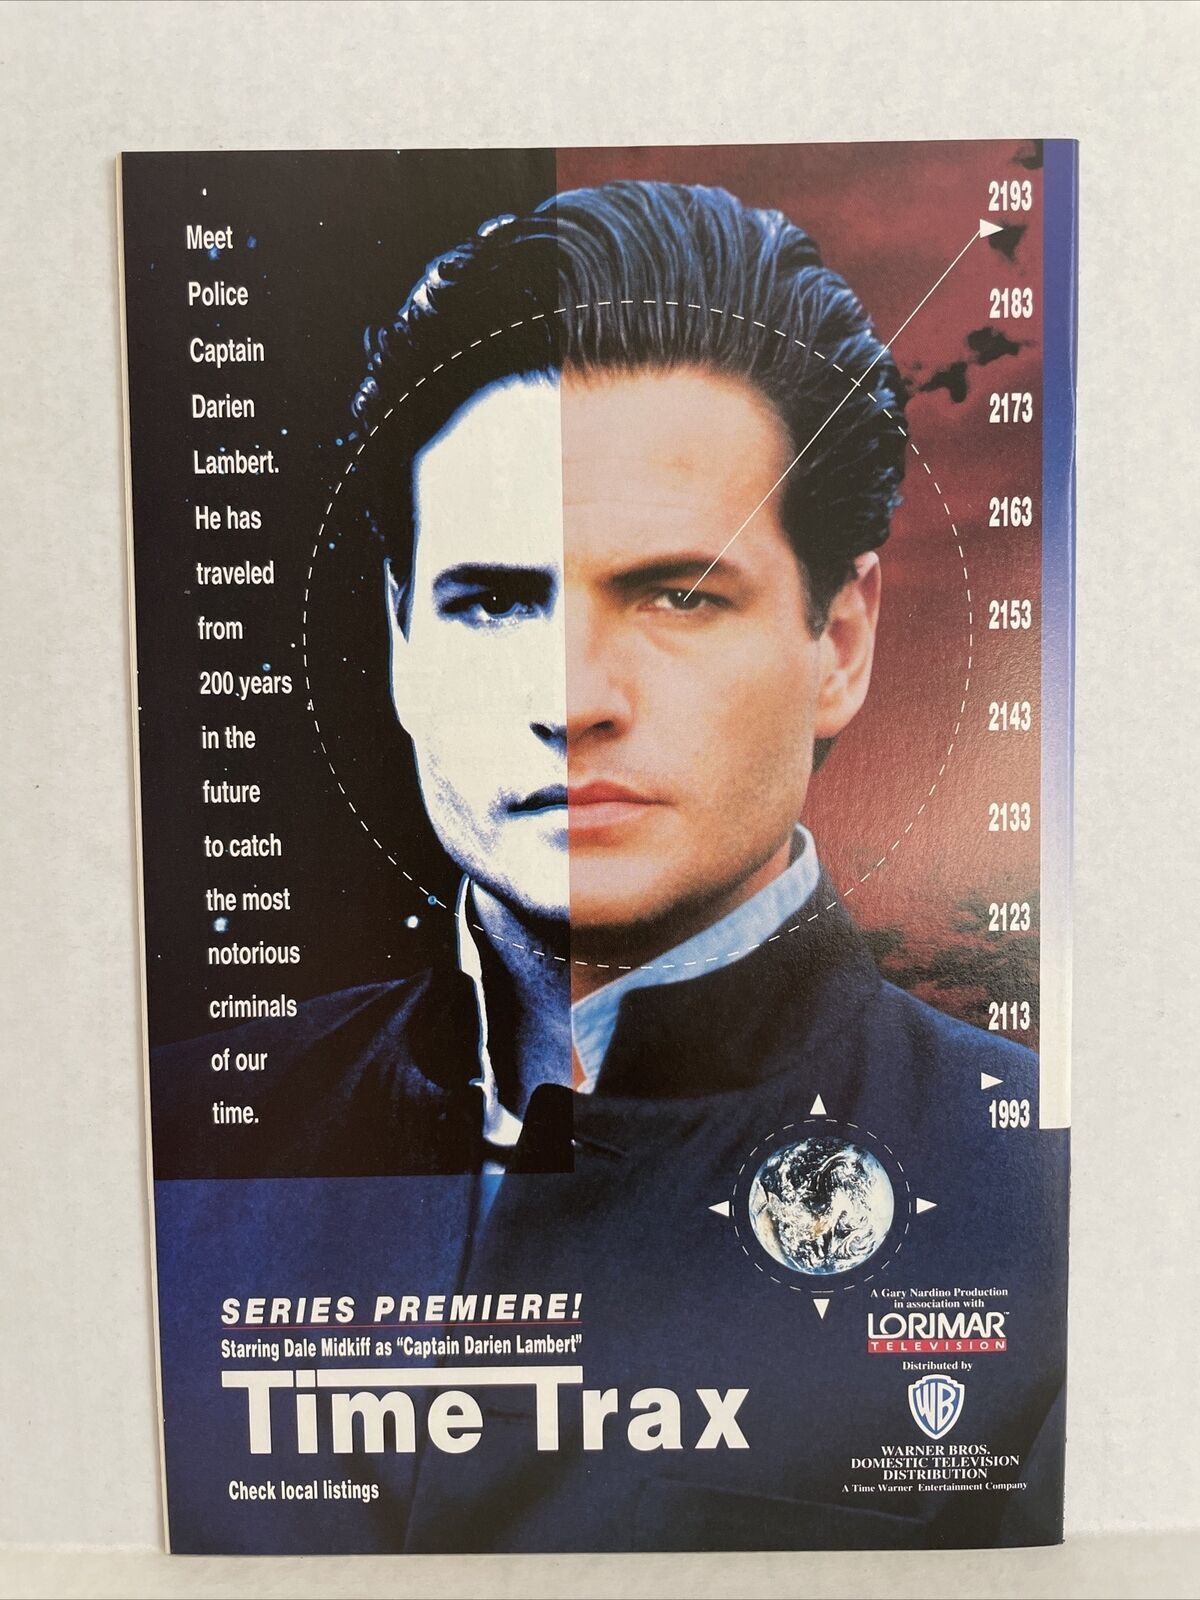 Meet
Police
Captain
Darien
Lambert.
He has
traveled
from
200 years
in the
future
to catch
the most
notorious
criminals
of our
time.
2193
2183
2173
2163
2153
2143
2133
2123
2113
1993
SERIES PREMIERE!
Starring Dale Midkiff as “Captain Darien Lambert”
Time Trax
Check local listings
A Gary Nardino Production
in association with
LORIMAR™
TELEVISION
Distributed by
WB
WARNER BROS.
DOMESTIC TELEVISION
DISTRIBUTION
A Time Warner Entertainment Company